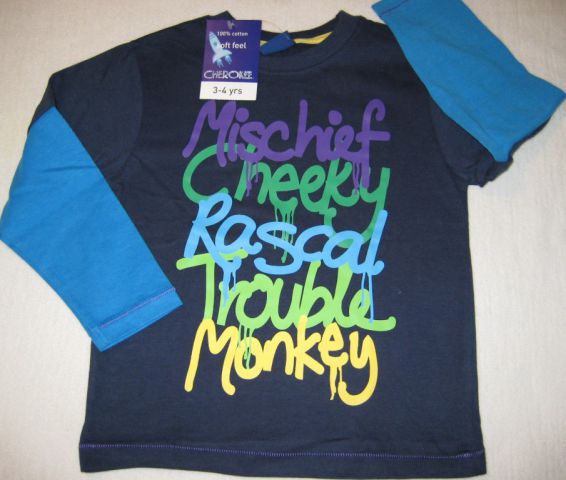 100% cotton
soft feel
CHEROKEE
3-4 yrs
Mischief
Cheeky
Rascal
Trouble
Monkey